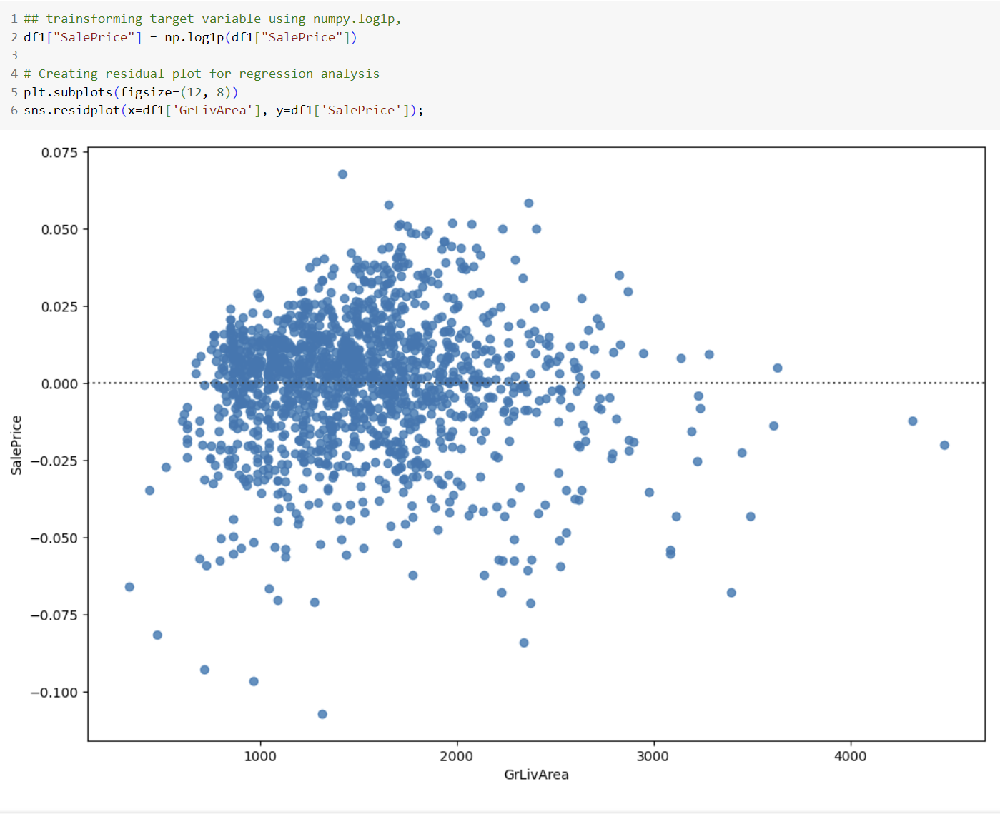 1 ## trainsforming target variable using numpy.log1p,
2 df1["SalePrice"] = np.log1p(df1["SalePrice"])
3
4 # Creating residual plot for regression analysis
5 plt.subplots(figsize=(12, 8))
6 sns.residplot(x=df1['GrLivArea'], y=df1['SalePrice']);
0.075
0.050
0.025
0.000
−0.025
−0.050
−0.075
−0.100
SalePrice
1000 2000 3000 4000
GrLivArea